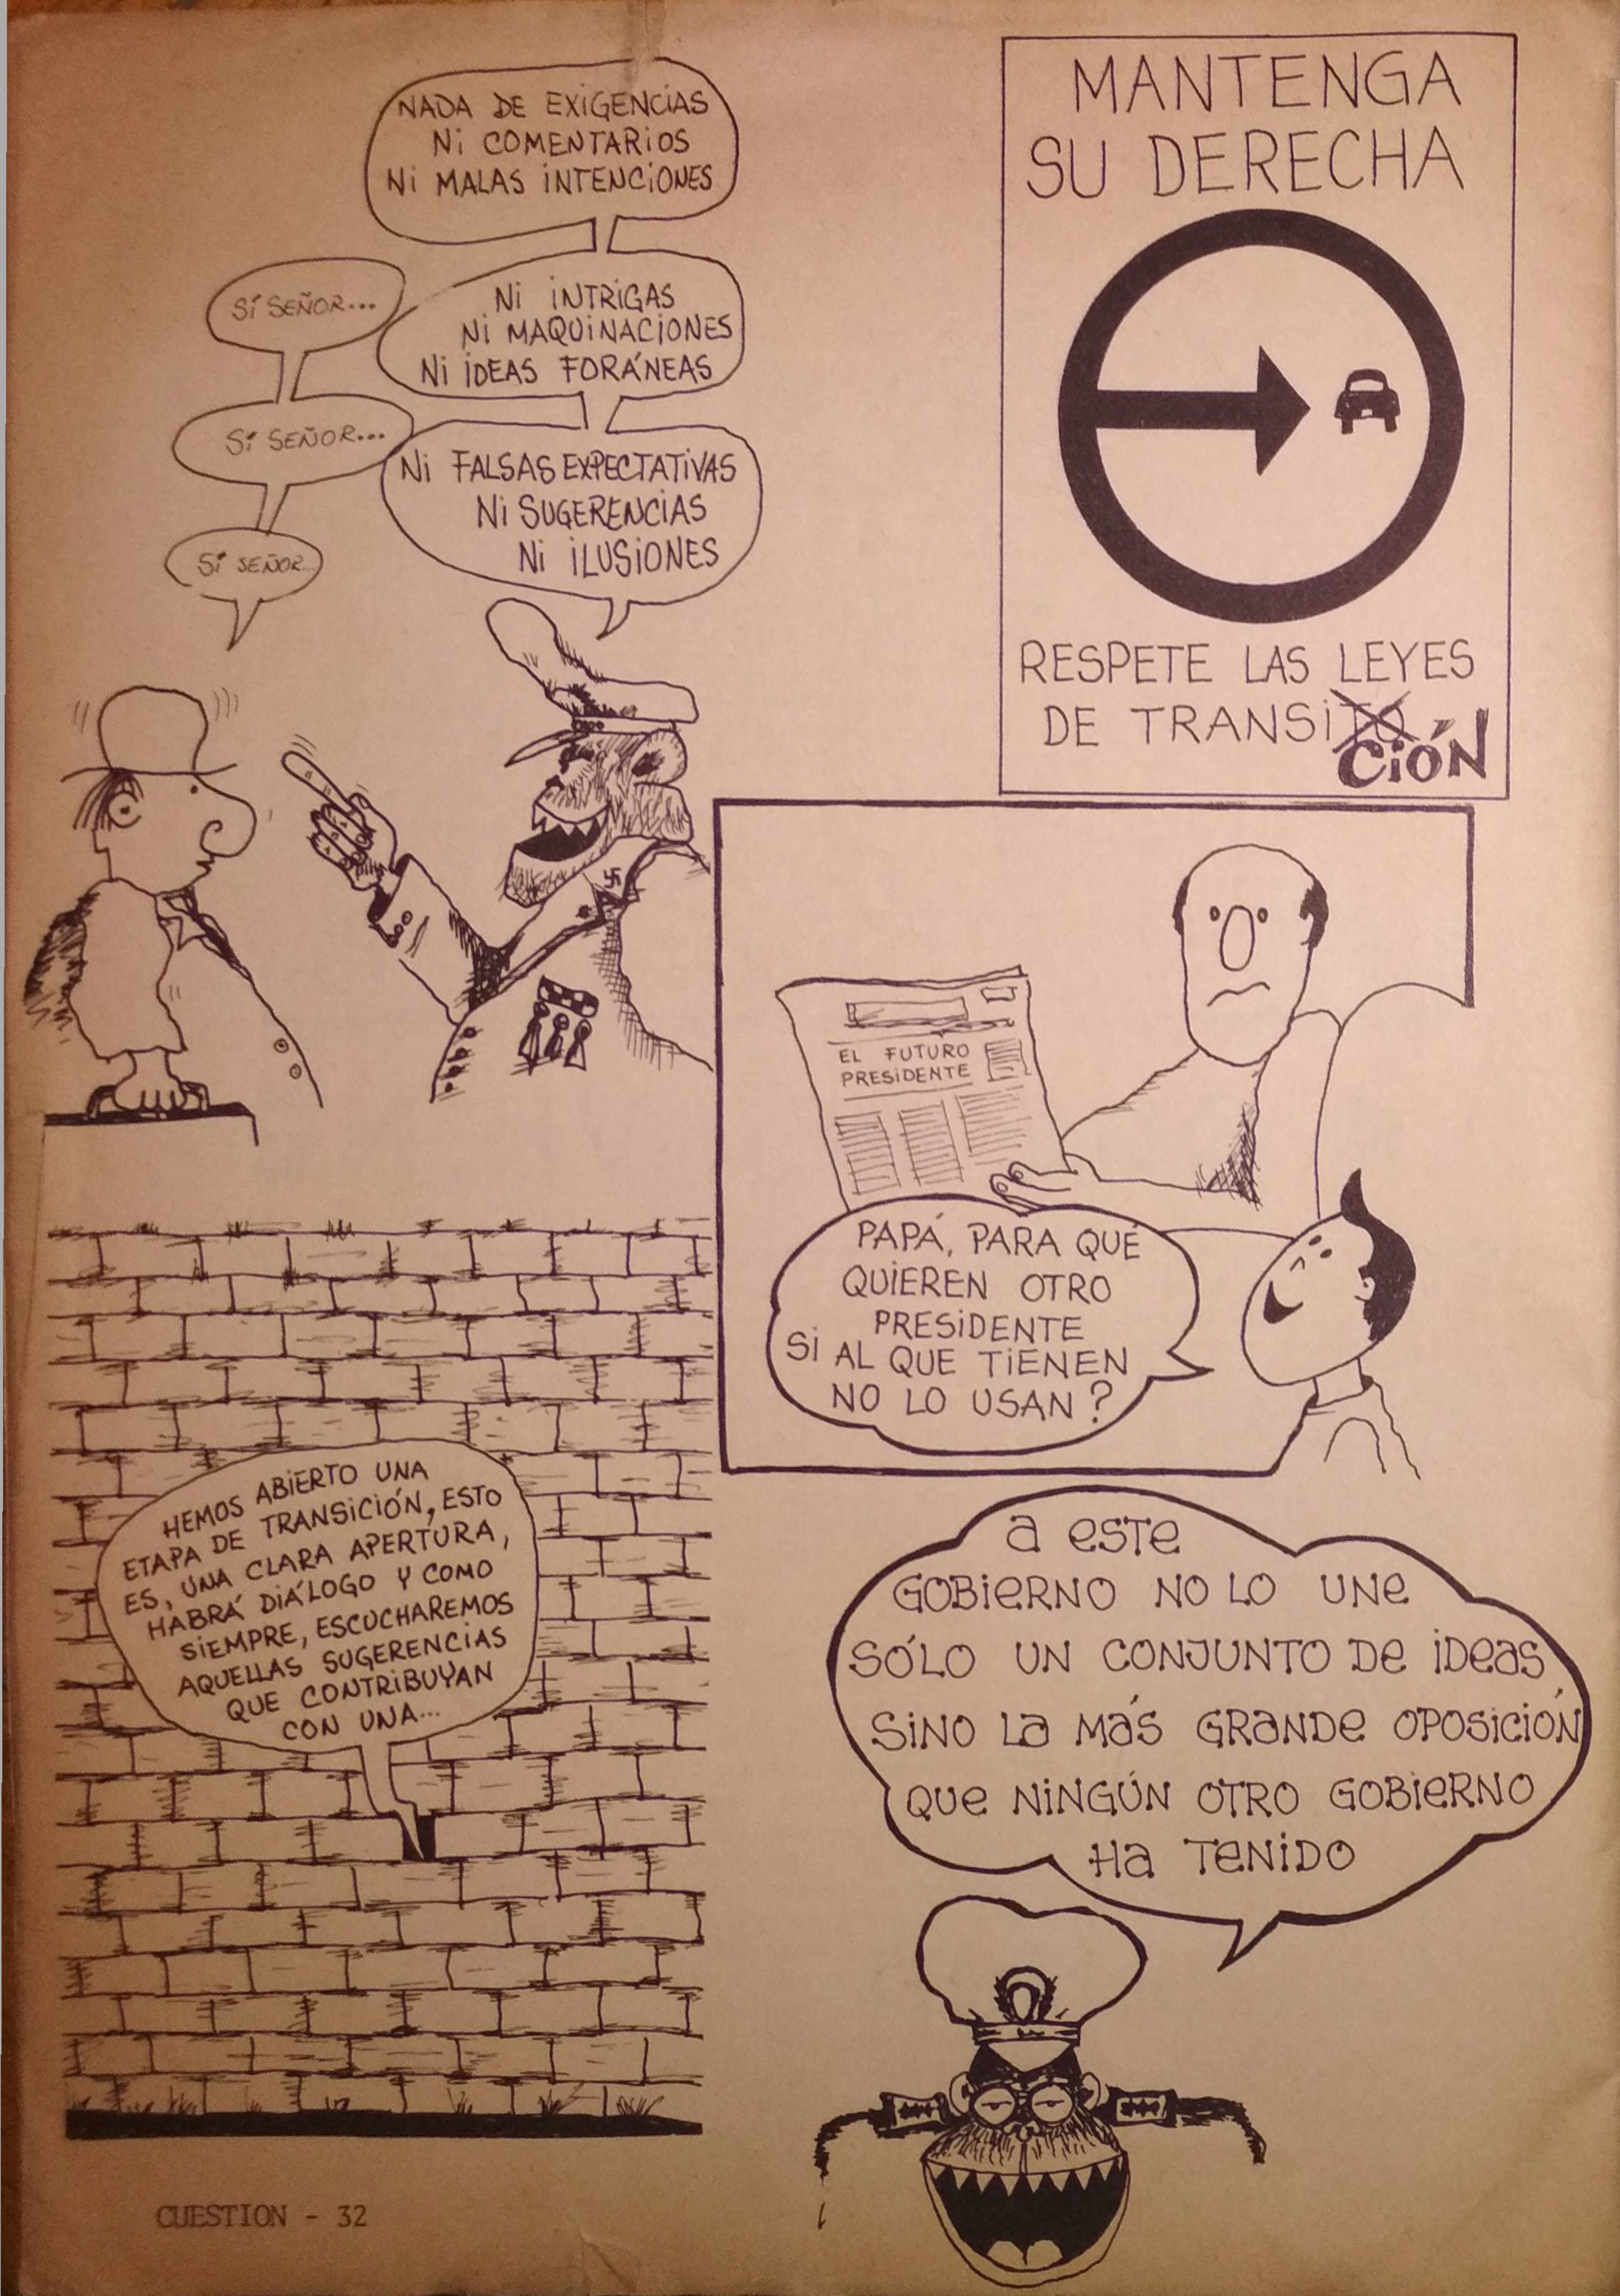 NADA DE EXIGENCIAS
Ni COMENTARIOS
Ni MALAS INTENCIONES
Ni INTRIGAS
Ni MAQUINACIONES
Ni IDEAS FORÁNEAS
Ni FALSAS EXPECTATIVAS
Ni SUGERENCIAS
Ni ILUSIONES
SÍ SEÑOR...
SÍ SEÑOR...
SÍ SEÑOR...
MANTENGA
SU DERECHA
RESPETE LAS LEYES
DE TRANSITO
CIÓN
EL FUTURO
PRESIDENTE
PAPÁ, PARA QUÉ
QUIEREN OTRO
PRESIDENTE
SI AL QUE TIENEN
NO LO USAN?
HEMOS ABIERTO UNA
ETAPA DE TRANSICIÓN, ESTO
ES, UNA CLARA APERTURA,
HABRÁ DIÁLOGO Y COMO
SIEMPRE, ESCUCHAREMOS
AQUELLAS SUGERENCIAS
QUE CONTRIBUYAN
CON UNA...
a eSTe
GOBieRNO NO LO UNe
SÓLO UN CONJUNTO De iDeas
SiNO La MáS GRaNDe OPOSiCiÓN
QUe NiNGÚN OTRO GOBieRNO
Ha TeNiDO
CUESTION - 32